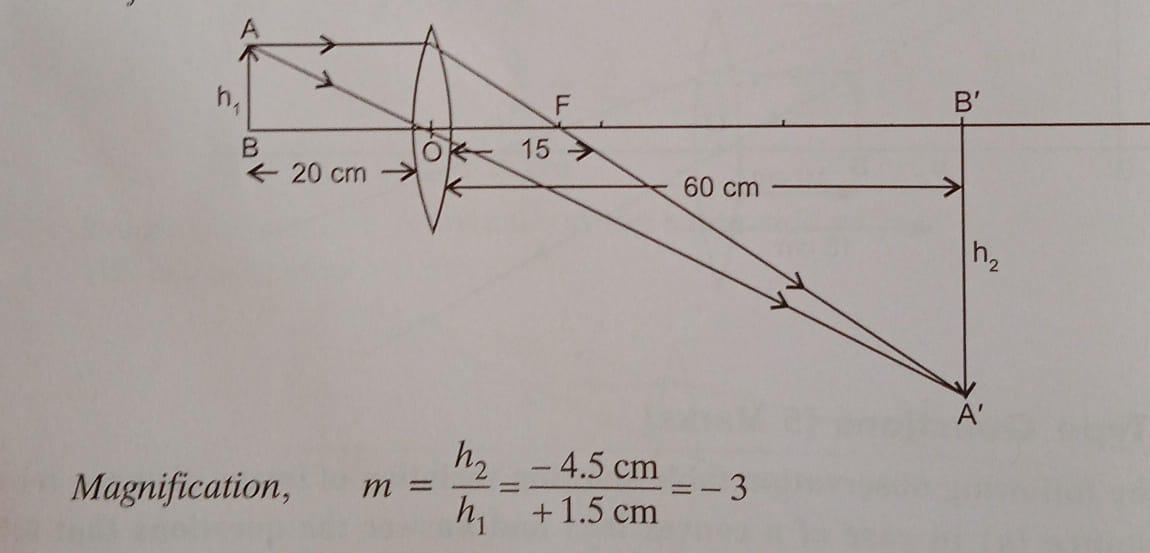 A
h₁
F
B′
B
O
15
20 cm
60 cm
h₂
A′
Magnification, m = h₂/h₁ = – 4.5 cm/+ 1.5 cm = – 3